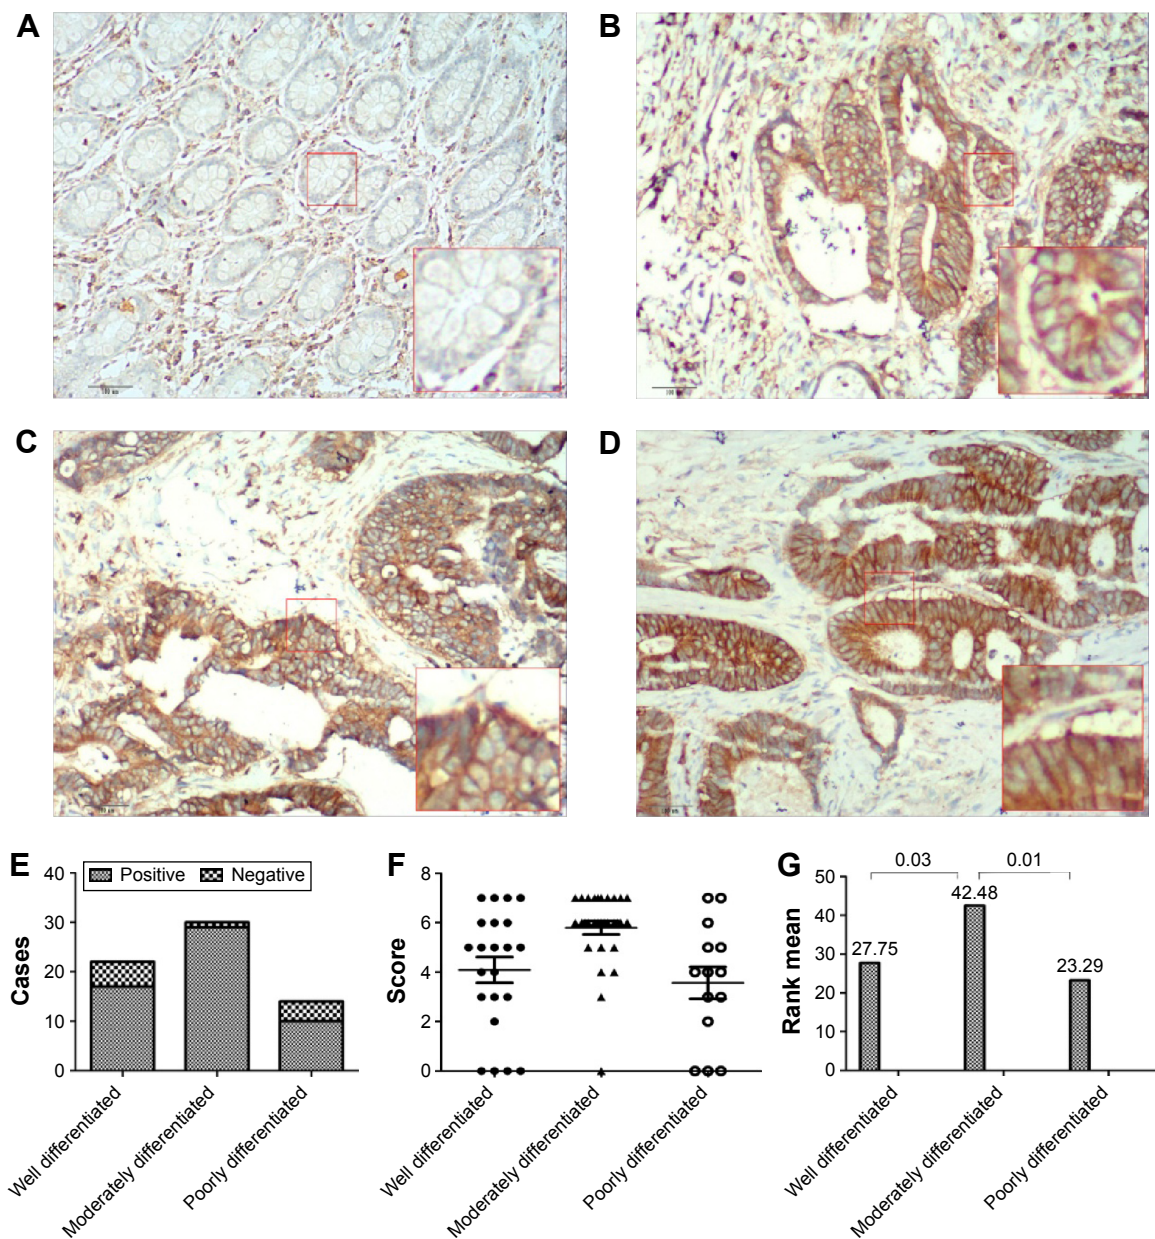 A
B
C
D
E
Cases
40
30
20
10
0
Positive
Negative
Well differentiated
Moderately differentiated
Poorly differentiated
F
Score
8
6
4
2
0
Well differentiated
Moderately differentiated
Poorly differentiated
G
Rank mean
50
40
30
20
10
0
0.03
0.01
27.75
42.48
23.29
Well differentiated
Moderately differentiated
Poorly differentiated